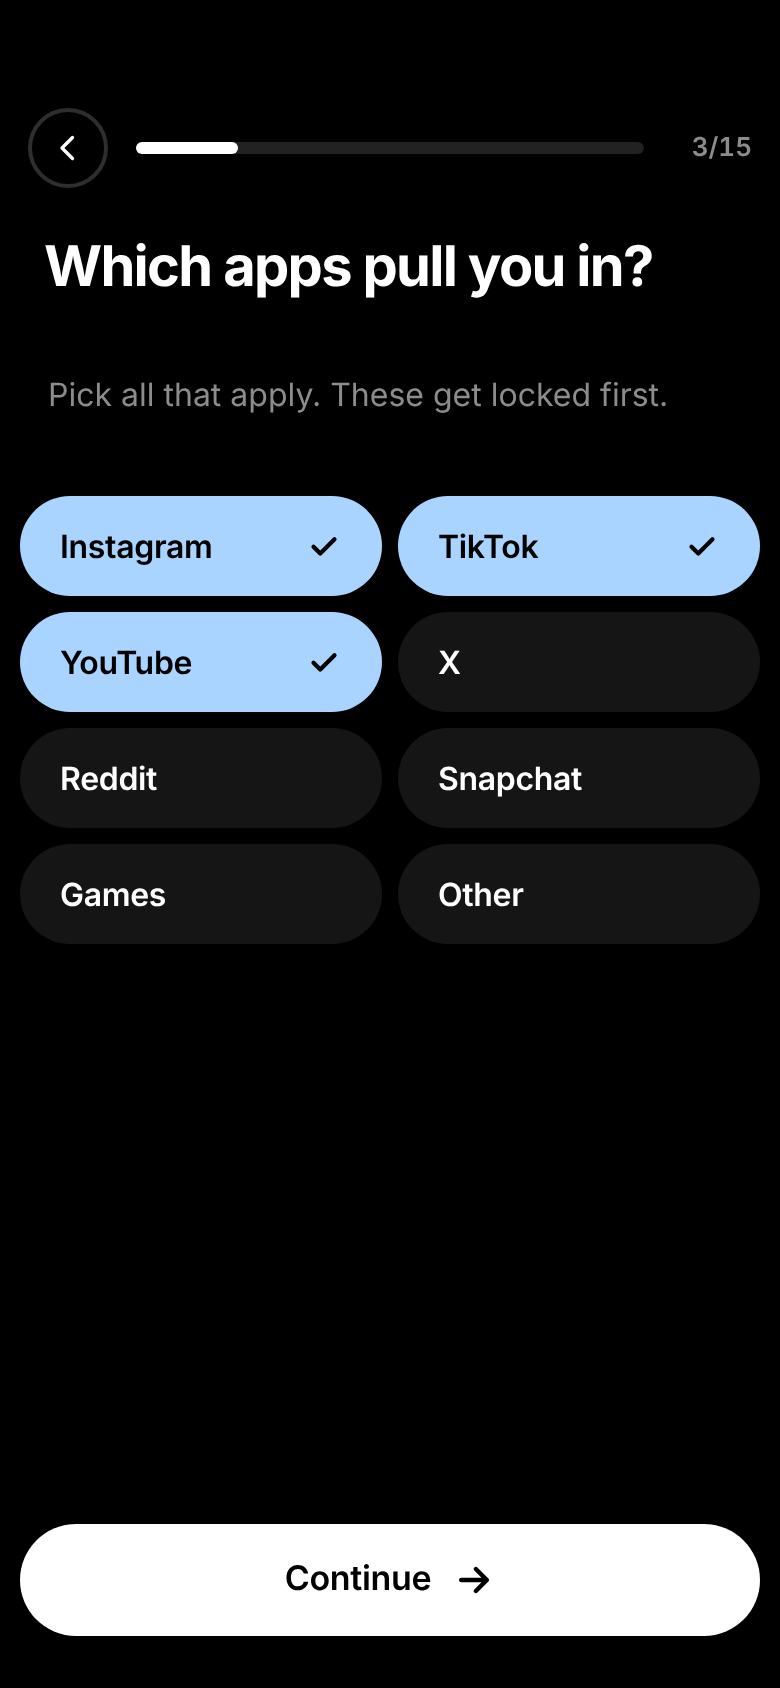 3/15
Which apps pull you in?
Pick all that apply. These get locked first.
Instagram
TikTok
YouTube
X
Reddit
Snapchat
Games
Other
Continue